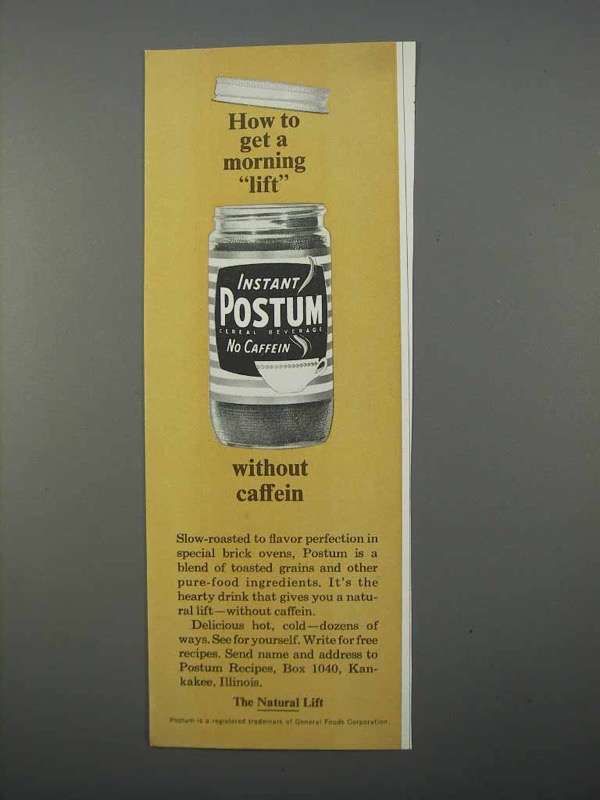 How to
get a
morning
"lift"
INSTANT
POSTUM
CEREAL BEVERAGE
NO CAFFEIN
without
caffein
Slow-roasted to flavor perfection in
special brick ovens, Postum is a
blend of toasted grains and other
pure-food ingredients. It's the
hearty drink that gives you a natu-
ral lift—without caffein.
Delicious hot, cold—dozens of
ways. See for yourself. Write for free
recipes. Send name and address to
Postum Recipes, Box 1040, Kan-
kakee, Illinois.
The Natural Lift
Postum is a registered trademark of General Foods Corporation.